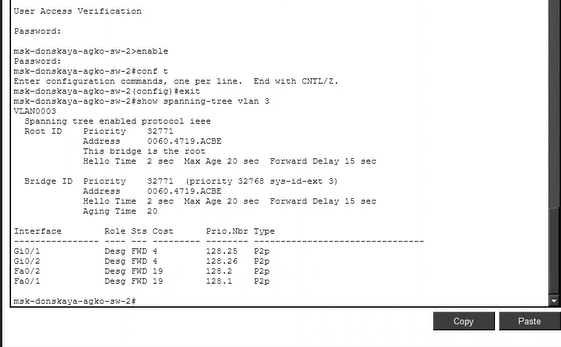 User Access Verification
Password:
msk-donskaya-agko-sw-2>enable
Password:
msk-donskaya-agko-sw-2#conf t
Enter configuration commands, one per line.  End with CNTL/Z.
msk-donskaya-agko-sw-2(config)#exit
msk-donskaya-agko-sw-2#show spanning-tree vlan 3
VLAN0003
  Spanning tree enabled protocol ieee
  Root ID    Priority    32771
             Address     0060.4719.ACBE
             This bridge is the root
             Hello Time  2 sec  Max Age 20 sec  Forward Delay 15 sec
  Bridge ID  Priority    32771  (priority 32768 sys-id-ext 3)
             Address     0060.4719.ACBE
             Hello Time  2 sec  Max Age 20 sec  Forward Delay 15 sec
             Aging Time  20
Interface        Role Sts Cost      Prio.Nbr Type
---------------- ---- --- --------- -------- --------------------------------
Gi0/1            Desg FWD 4         128.25   P2p
Gi0/2            Desg FWD 4         128.26   P2p
Fa0/2            Desg FWD 19        128.2    P2p
Fa0/1            Desg FWD 19        128.1    P2p
msk-donskaya-agko-sw-2#
Copy Paste